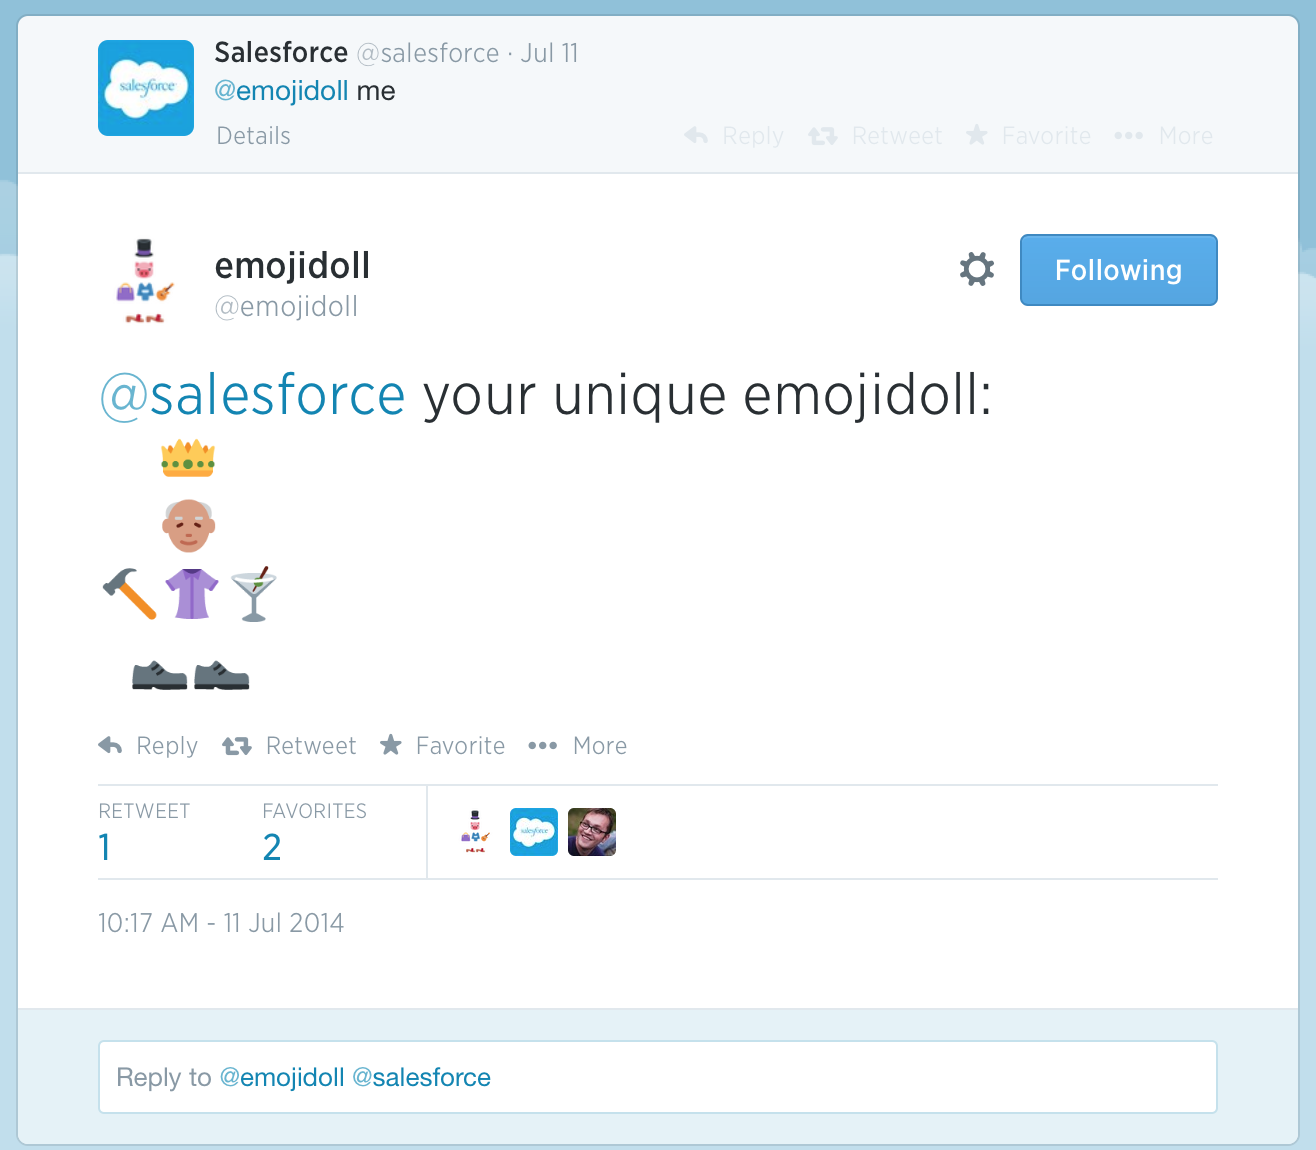 salesforce
Salesforce @salesforce · Jul 11
@emojidoll me
Details
Reply Retweet Favorite More
emojidoll
@emojidoll
Following
@salesforce your unique emojidoll:
Reply Retweet Favorite More
RETWEET FAVORITES
1 2
salesforce
10:17 AM - 11 Jul 2014
Reply to @emojidoll @salesforce